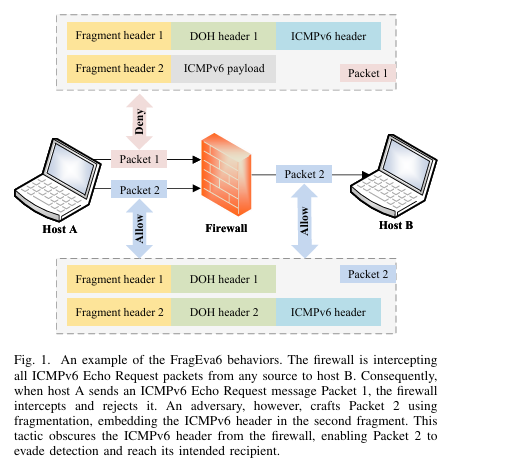 Fragment header 1 DOH header 1 ICMPv6 header
Fragment header 2 ICMPv6 payload
Packet 1
Deny
Packet 1
Packet 2
Packet 2
Host A
Firewall
Host B
Allow
Allow
Packet 2
Fragment header 1 DOH header 1
Fragment header 2 DOH header 2 ICMPv6 header
Fig. 1. An example of the FragEva6 behaviors. The firewall is intercepting
all ICMPv6 Echo Request packets from any source to host B. Consequently,
when host A sends an ICMPv6 Echo Request message Packet 1, the firewall
intercepts and rejects it. An adversary, however, crafts Packet 2 using
fragmentation, embedding the ICMPv6 header in the second fragment. This
tactic obscures the ICMPv6 header from the firewall, enabling Packet 2 to
evade detection and reach its intended recipient.